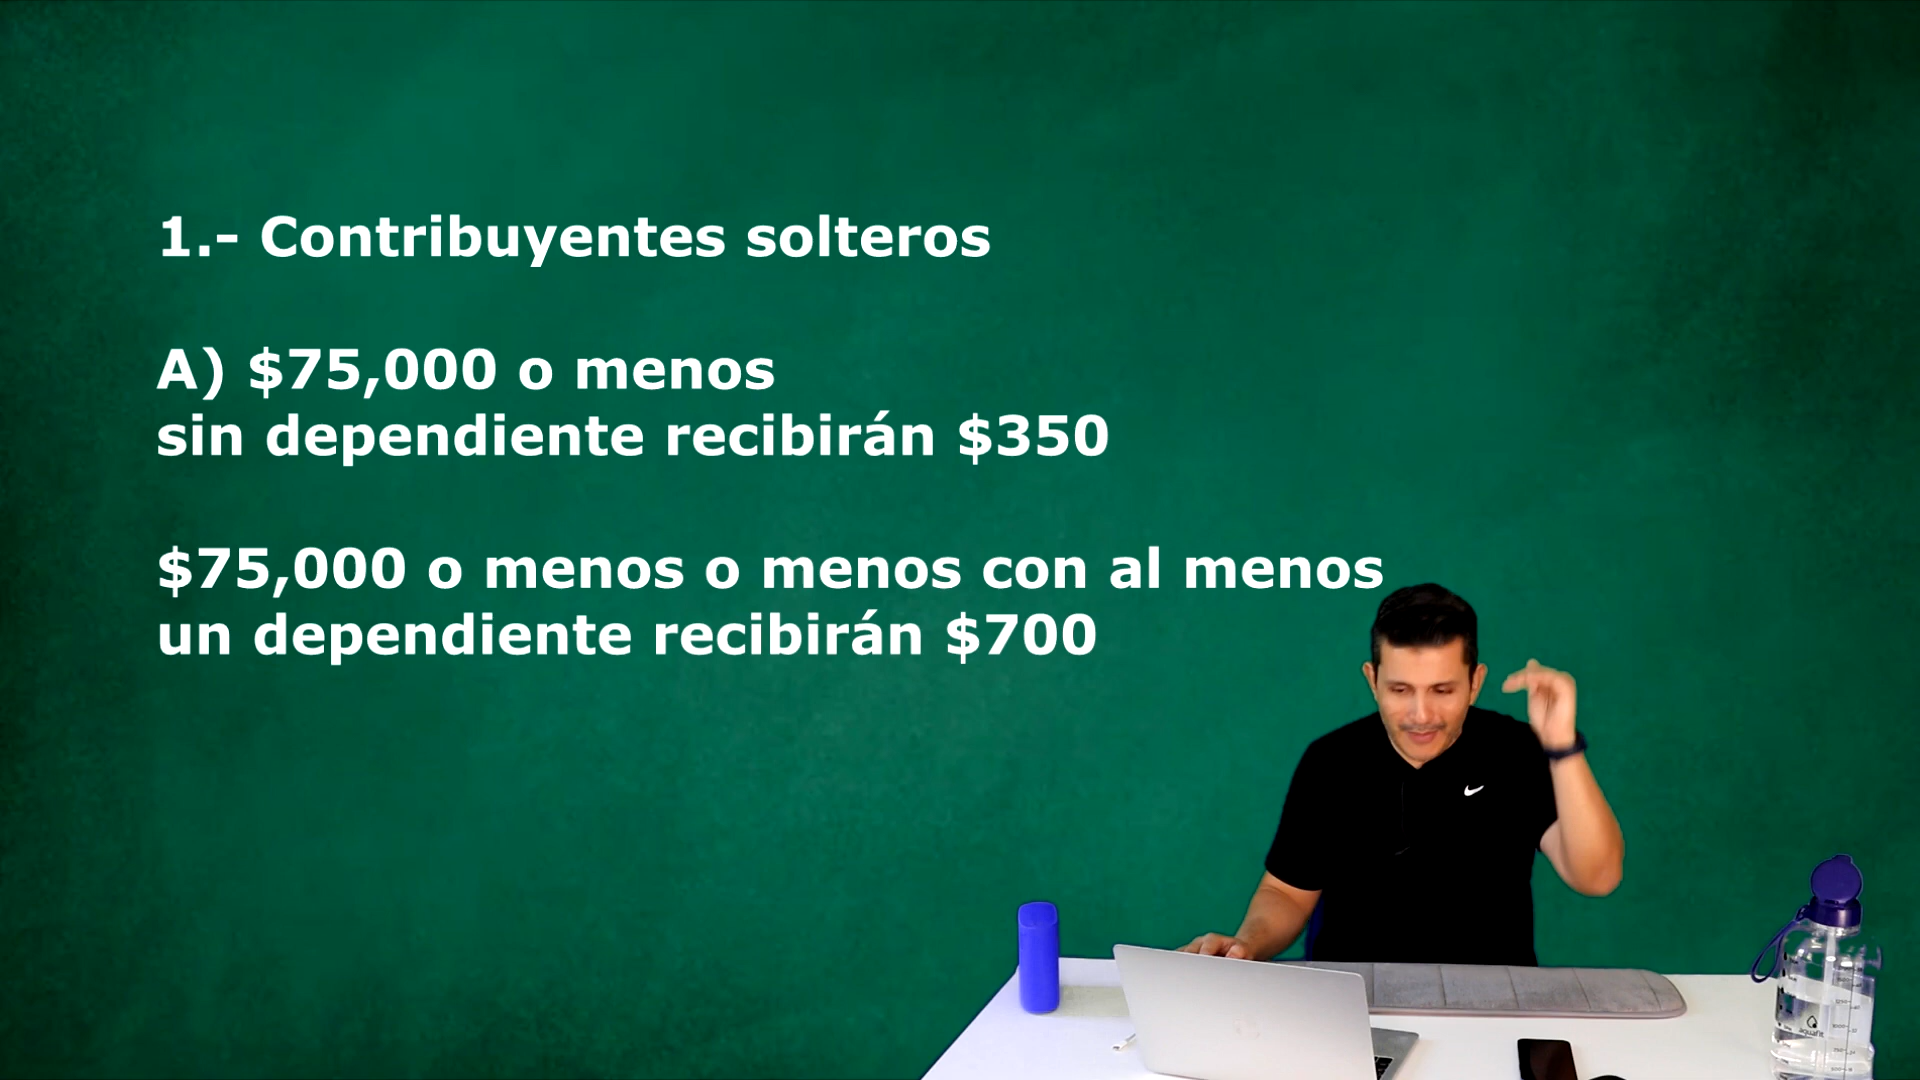 1.- Contribuyentes solteros
A) $75,000 o menos
sin dependiente recibirán $350
$75,000 o menos o menos con al menos
un dependiente recibirán $700
aquafit